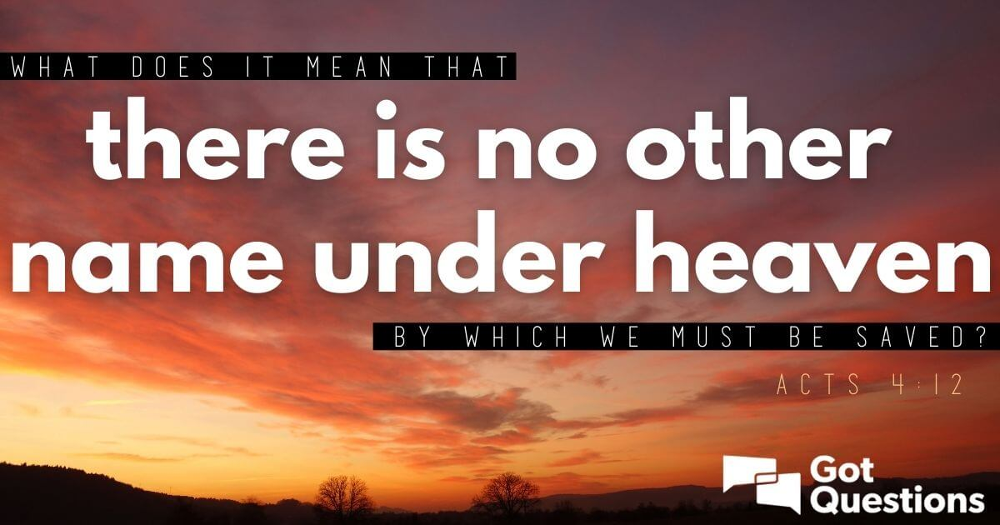 WHAT DOES IT MEAN THAT
there is no other
name under heaven
BY WHICH WE MUST BE SAVED?
ACTS 4:12
Got
Questions